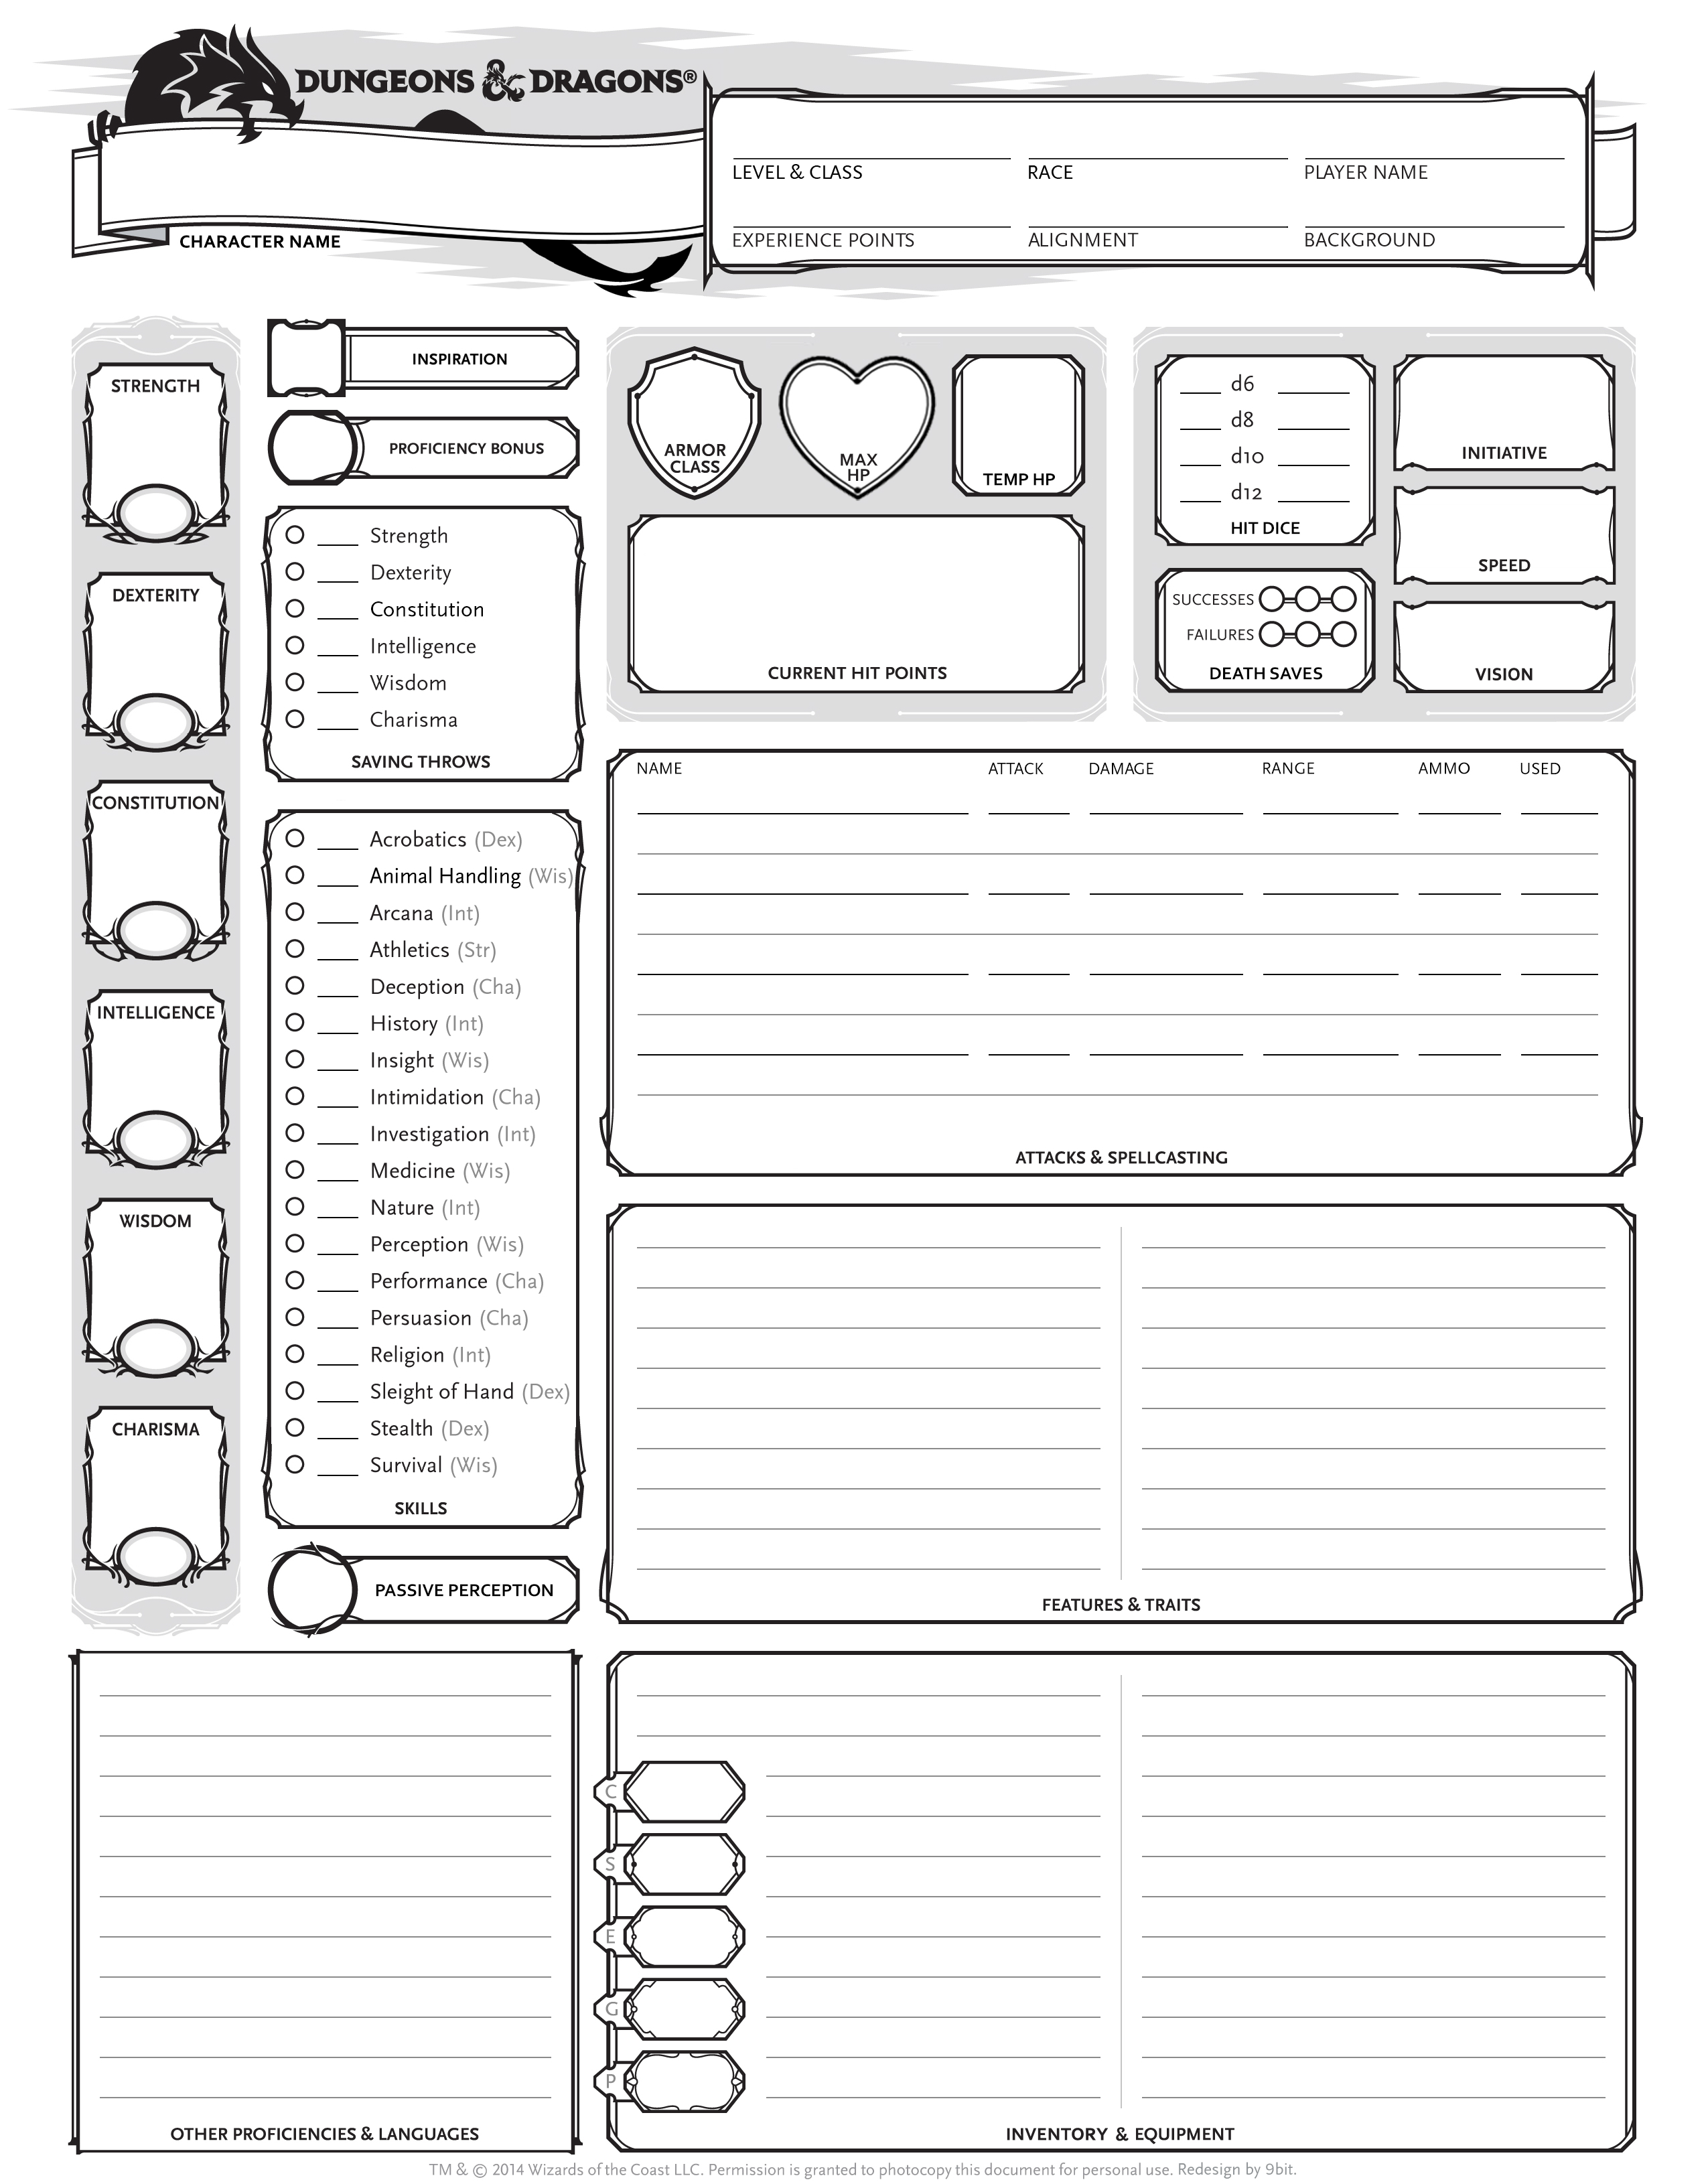 DUNGEONS & DRAGONS®
CHARACTER NAME
LEVEL & CLASS
RACE
PLAYER NAME
EXPERIENCE POINTS
ALIGNMENT
BACKGROUND
STRENGTH
DEXTERITY
CONSTITUTION
INTELLIGENCE
WISDOM
CHARISMA
INSPIRATION
PROFICIENCY BONUS
Strength
Dexterity
Constitution
Intelligence
Wisdom
Charisma
SAVING THROWS
Acrobatics (Dex)
Animal Handling (Wis)
Arcana (Int)
Athletics (Str)
Deception (Cha)
History (Int)
Insight (Wis)
Intimidation (Cha)
Investigation (Int)
Medicine (Wis)
Nature (Int)
Perception (Wis)
Performance (Cha)
Persuasion (Cha)
Religion (Int)
Sleight of Hand (Dex)
Stealth (Dex)
Survival (Wis)
SKILLS
PASSIVE PERCEPTION
ARMOR
CLASS
MAX
HP
TEMP HP
CURRENT HIT POINTS
d6
d8
d10
d12
HIT DICE
SUCCESSES
FAILURES
DEATH SAVES
INITIATIVE
SPEED
VISION
NAME ATTACK DAMAGE RANGE AMMO USED
ATTACKS & SPELLCASTING
FEATURES & TRAITS
OTHER PROFICIENCIES & LANGUAGES
C
S
E
G
P
INVENTORY & EQUIPMENT
TM & © 2014 Wizards of the Coast LLC. Permission is granted to photocopy this document for personal use. Redesign by 9bit.